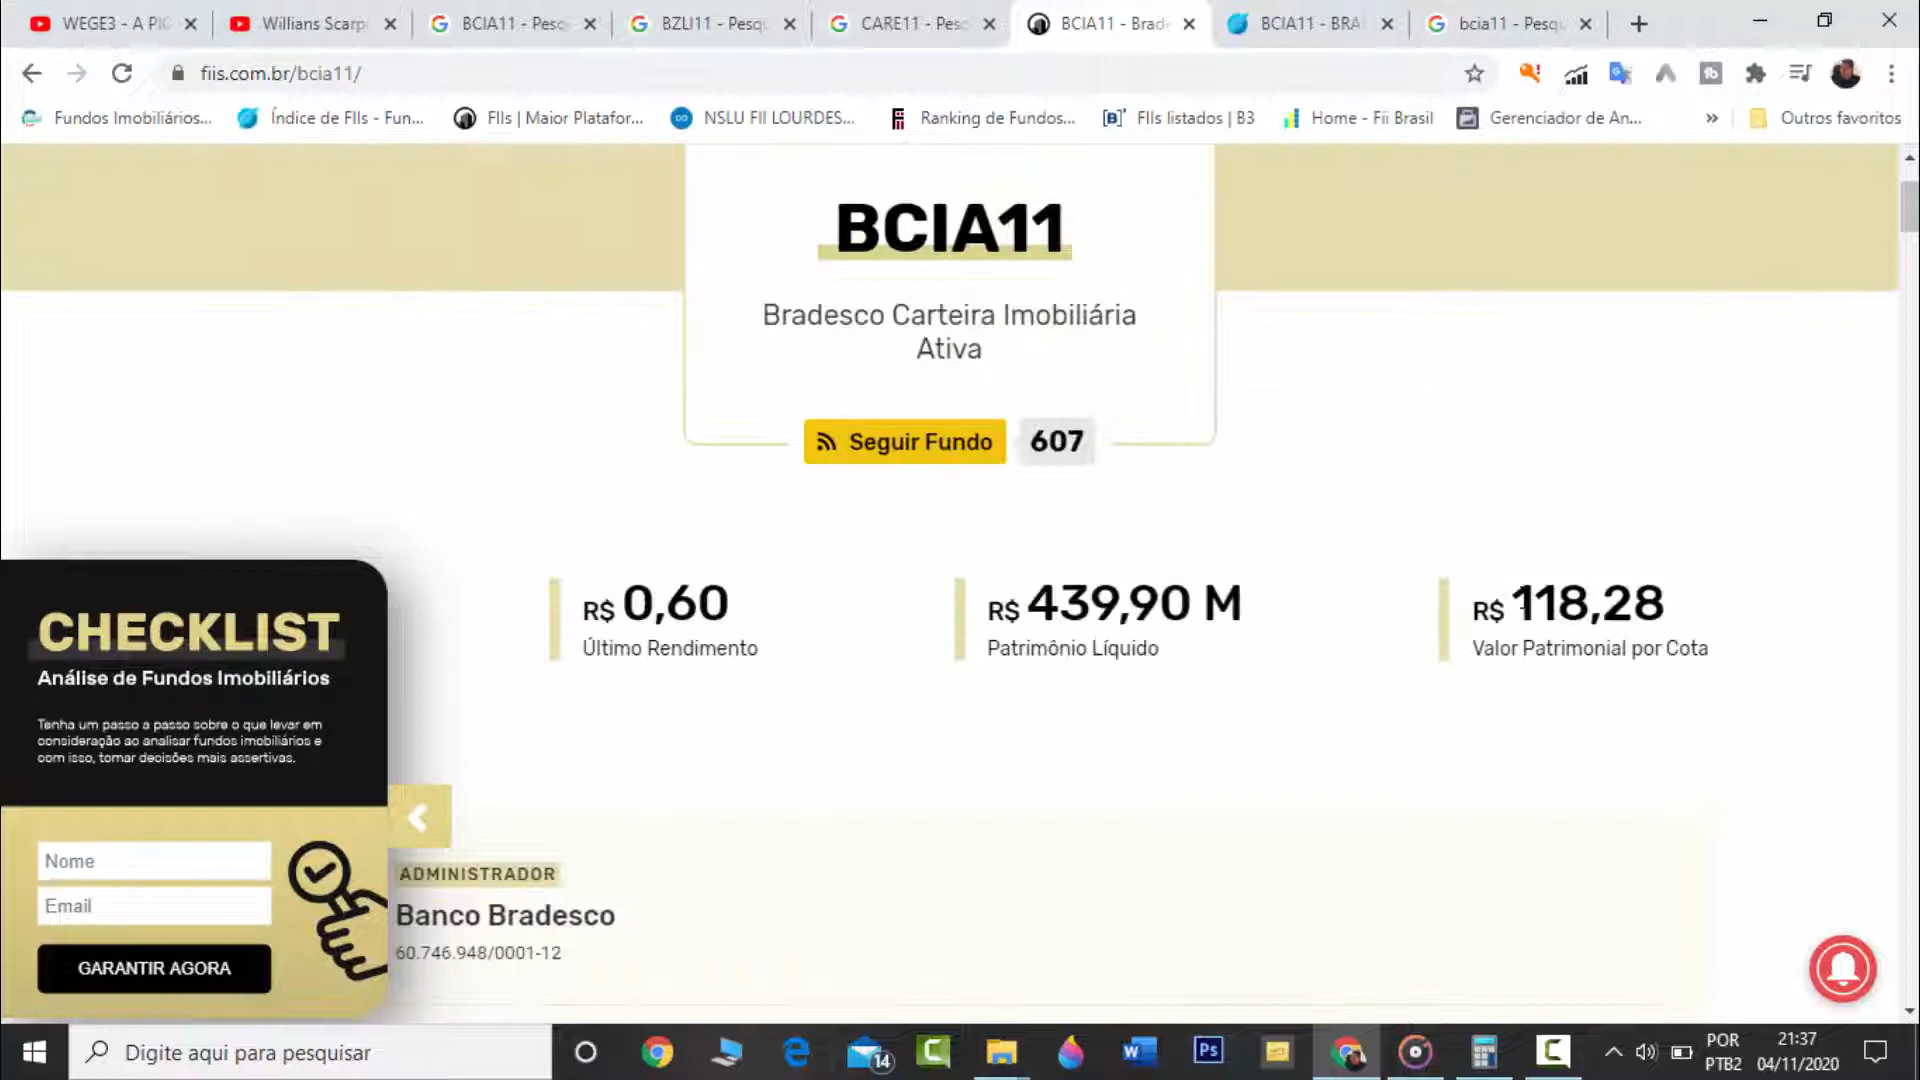 WEGE3 - A PIC
Willians Scarp
BCIA11 - Pesq
BZLI11 - Pesqu
CARE11 - Pesq
BCIA11 - Brade
BCIA11 - BRA
bcia11 - Pesqu
fiis.com.br/bcia11/
Fundos Imobiliários...
Índice de FIIs - Fun...
FIIs | Maior Platafor...
NSLU FII LOURDES...
Ranking de Fundos...
FIIs listados | B3
Home - Fii Brasil
Gerenciador de An...
Outros favoritos
BCIA11
Bradesco Carteira Imobiliária
Ativa
Seguir Fundo
607
R$ 0,60
Último Rendimento
R$ 439,90 M
Patrimônio Líquido
R$ 118,28
Valor Patrimonial por Cota
CHECKLIST
Análise de Fundos Imobiliários
Tenha um passo a passo sobre o que levar em
consideração ao analisar fundos imobiliários e
com isso, tomar decisões mais assertivas.
Nome
Email
GARANTIR AGORA
ADMINISTRADOR
Banco Bradesco
60.746.948/0001-12
Digite aqui para pesquisar
14
Ps
POR
PTB2
21:37
04/11/2020